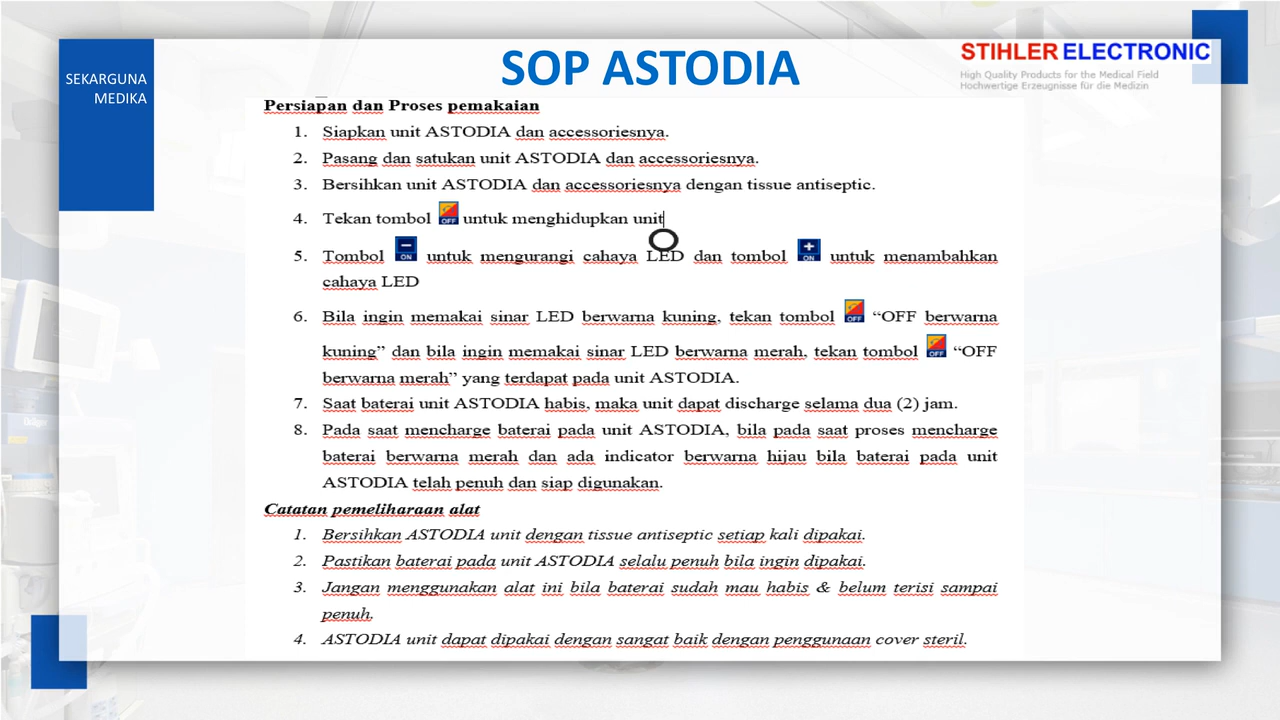 SEKARGUNA
MEDIKA
SOP ASTODIA
STIHLER ELECTRONIC
High Quality Products for the Medical Field
Hochwertige Erzeugnisse für die Medizin
Persiapan dan Proses pemakaian
1. Siapkan unit ASTODIA dan accessoriesnya.
2. Pasang dan satukan unit ASTODIA dan accessoriesnya.
3. Bersihkan unit ASTODIA dan accessoriesnya dengan tissue antiseptic.
4. Tekan tombol OFF untuk menghidupkan unit
5. Tombol − ON untuk mengurangi cahaya LED dan tombol + ON untuk menambahkan
cahaya LED
6. Bila ingin memakai sinar LED berwarna kuning, tekan tombol OFF “OFF berwarna
kuning” dan bila ingin memakai sinar LED berwarna merah, tekan tombol OFF “OFF
berwarna merah” yang terdapat pada unit ASTODIA.
7. Saat baterai unit ASTODIA habis, maka unit dapat discharge selama dua (2) jam.
8. Pada saat mencharge baterai pada unit ASTODIA, bila pada saat proses mencharge
baterai berwarna merah dan ada indicator berwarna hijau bila baterai pada unit
ASTODIA telah penuh dan siap digunakan.
Catatan pemeliharaan alat
1. Bersihkan ASTODIA unit dengan tissue antiseptic setiap kali dipakai.
2. Pastikan baterai pada unit ASTODIA selalu penuh bila ingin dipakai.
3. Jangan menggunakan alat ini bila baterai sudah mau habis & belum terisi sampai
penuh.
4. ASTODIA unit dapat dipakai dengan sangat baik dengan penggunaan cover steril.